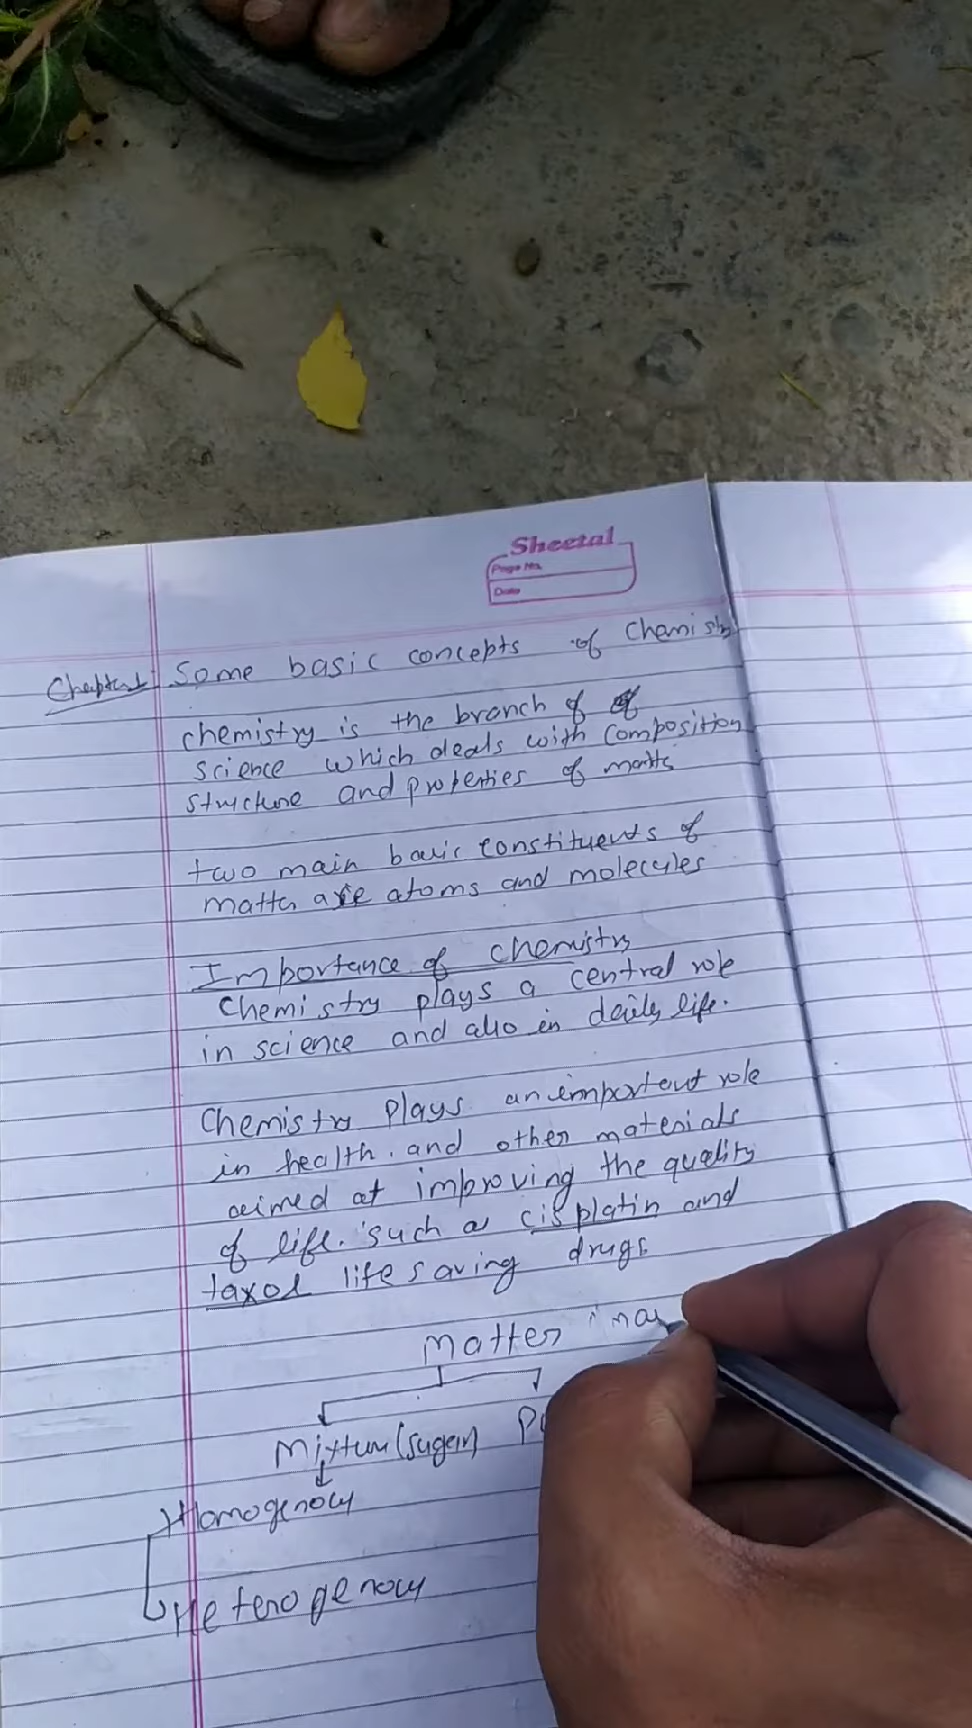 Sheetal
Page No.
Date
Chapter 1 Some basic concepts of Chemistry
chemistry is the branch of of
science which deals with composition
structure and properties of matter
two main basic constituents of
matter are atoms and molecules
Importance of chemistry
Chemistry plays a central role
in science and also in daily life.
Chemistry plays an importent role
in health. and other materials
aimed at improving the quality
of life. such as cisplatin and
taxol life saving drugs
Matter
Mixture
Homogenous
Heterogenous